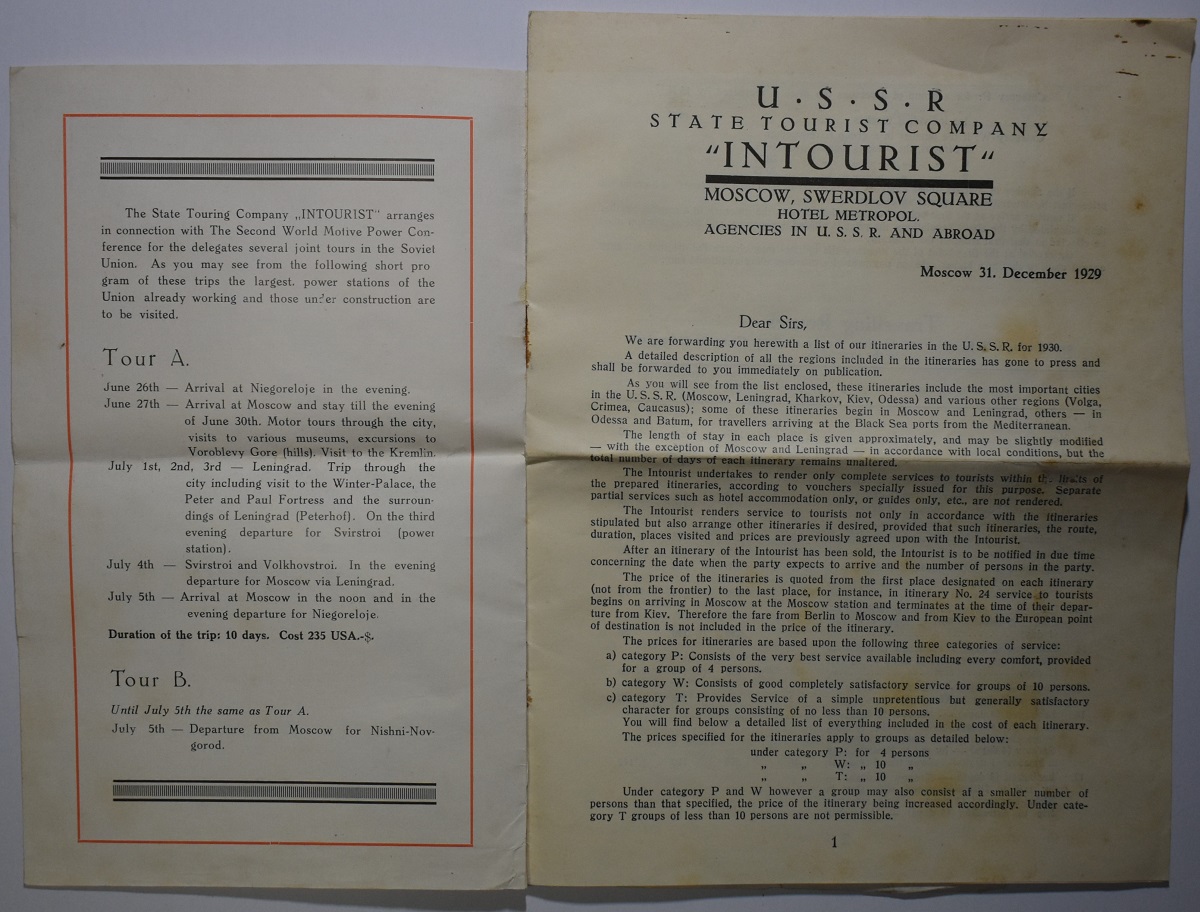 The State Touring Company „INTOURIST" arranges
in connection with The Second World Motive Power Con-
ference for the delegates several joint tours in the Soviet
Union. As you may see from the following short pro
gram of these trips the largest. power stations of the
Union already working and those under construction are
to be visited.
Tour A.
June 26th — Arrival at Niegoreloje in the evening.
June 27th — Arrival at Moscow and stay till the evening
of June 30th. Motor tours through the city,
visits to various museums, excursions to
Voroblevy Gore (hills). Visit to the Kremlin.
July 1st, 2nd, 3rd — Leningrad. Trip through the
city including visit to the Winter-Palace, the
Peter and Paul Fortress and the surroun-
dings of Leningrad (Peterhof). On the third
evening departure for Svirstroi (power
station).
July 4th — Svirstroi and Volkhovstroi. In the evening
departure for Moscow via Leningrad.
July 5th — Arrival at Moscow in the noon and in the
evening departure for Niegoreloje.
Duration of the trip: 10 days. Cost 235 USA.-$.
Tour B.
Until July 5th the same as Tour A.
July 5th — Departure from Moscow for Nishni-Nov-
gorod.
U · S · S · R
STATE TOURIST COMPANY
"INTOURIST"
MOSCOW, SWERDLOV SQUARE
HOTEL METROPOL.
AGENCIES IN U. S. S. R. AND ABROAD
Moscow 31. December 1929
Dear Sirs,
We are forwarding you herewith a list of our itineraries in the U. S. S. R. for 1930.
A detailed description of all the regions included in the itineraries has gone to press and
shall be forwarded to you immediately on publication.
As you will see from the list enclosed, these itineraries include the most important cities
in the U. S. S. R. (Moscow, Leningrad, Kharkov, Kiev, Odessa) and various other regions (Volga,
Crimea, Caucasus); some of these itineraries begin in Moscow and Leningrad, others — in
Odessa and Batum, for travellers arriving at the Black Sea ports from the Mediterranean.
The length of stay in each place is given approximately, and may be slightly modified
— with the exception of Moscow and Leningrad — in accordance with local conditions, but the
total number of days of each itinerary remains unaltered.
The Intourist undertakes to render only complete services to tourists within the limits of
the prepared itineraries, according to vouchers specially issued for this purpose. Separate
partial services such as hotel accommodation only, or guides only, etc., are not rendered.
The Intourist renders service to tourists not only in accordance with the itineraries
stipulated but also arrange other itineraries if desired, provided that such itineraries, the route,
duration, places visited and prices are previously agreed upon with the Intourist.
After an itinerary of the Intourist has been sold, the Intourist is to be notified in due time
concerning the date when the party expects to arrive and the number of persons in the party.
The price of the itineraries is quoted from the first place designated on each itinerary
(not from the frontier) to the last place, for instance, in itinerary No. 24 service to tourists
begins on arriving in Moscow at the Moscow station and terminates at the time of their depar-
ture from Kiev. Therefore the fare from Berlin to Moscow and from Kiev to the European point
of destination is not included in the price of the itinerary.
The prices for itineraries are based upon the following three categories of service:
a) category P: Consists of the very best service available including every comfort, provided
for a group of 4 persons.
b) category W: Consists of good completely satisfactory service for groups of 10 persons.
c) category T: Provides Service of a simple unpretentious but generally satisfactory
character for groups consisting of no less than 10 persons.
You will find below a detailed list of everything included in the cost of each itinerary.
The prices specified for the itineraries apply to groups as detailed below:
under category P: for 4 persons
„ „ W: „ 10 „
„ „ T: „ 10 „
Under category P and W however a group may also consist af a smaller number of
persons than that specified, the price of the itinerary being increased accordingly. Under cate-
gory T groups of less than 10 persons are not permissible.
1